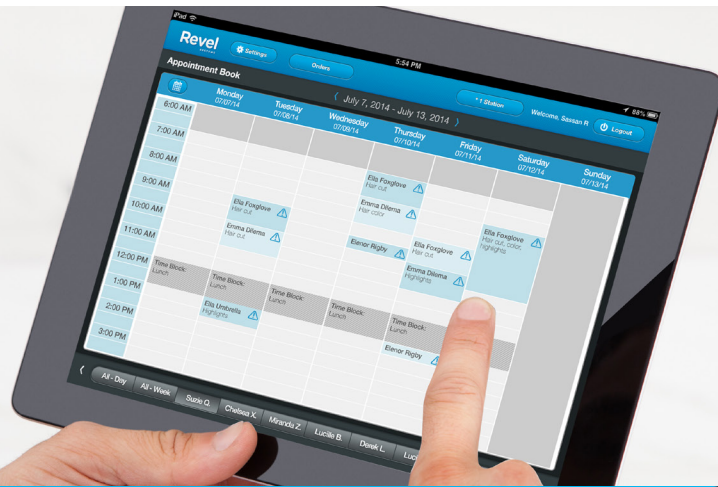 iPad
5:54 PM
88%
Revel
SYSTEMS
Settings
Orders
* 1 Station
Welcome, Sassan R
Logout
Appointment Book
July 7, 2014 - July 13, 2014
Monday
07/07/14
Tuesday
07/08/14
Wednesday
07/09/14
Thursday
07/10/14
Friday
07/11/14
Saturday
07/12/14
Sunday
07/13/14
6:00 AM
7:00 AM
8:00 AM
9:00 AM
10:00 AM
11:00 AM
12:00 PM
1:00 PM
2:00 PM
3:00 PM
Ella Foxglove
Hair cut
Emma Dilema
Hair cut
Time Block:
Lunch
Time Block:
Lunch
Ella Umbrella
Highlights
Time Block:
Lunch
Ella Foxglove
Hair cut
Emma Dilema
Hair color
Elenor Rigby
Time Block:
Lunch
Ella Foxglove
Hair cut
Emma Dilema
Highlights
Time Block:
Lunch
Elenor Rigby
Ella Foxglove
Hair cut, color,
highlights
All - Day
All - Week
Suzie Q.
Chelsea X.
Miranda Z.
Lucille B.
Derek L.